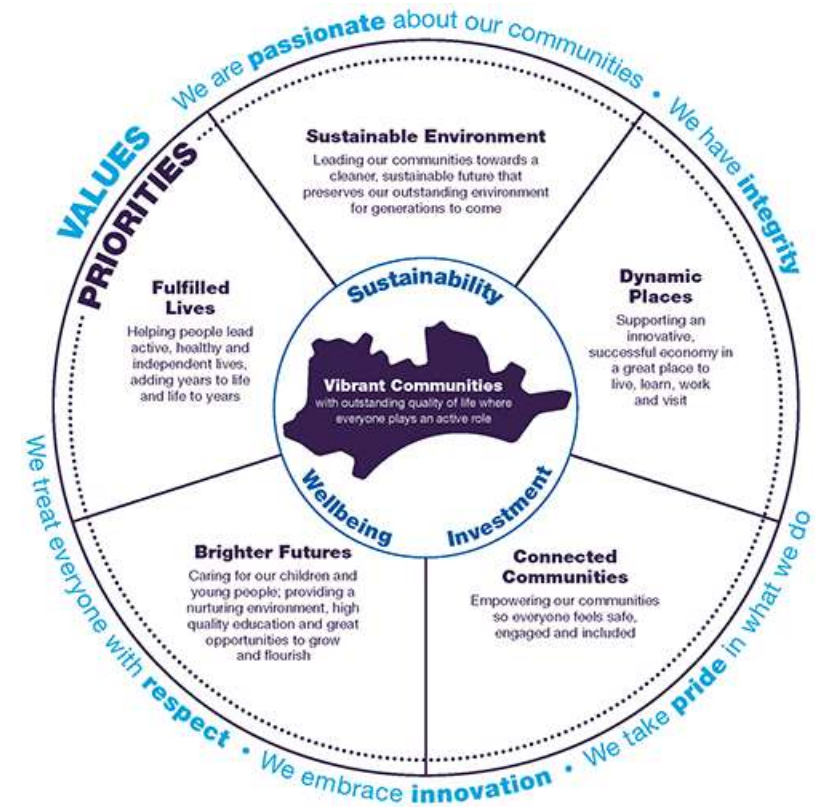 VALUES
We are passionate about our communities • We have integrity
PRIORITIES
Sustainable Environment
Leading our communities towards a
cleaner, sustainable future that
preserves our outstanding environment
for generations to come
Dynamic
Places
Supporting an
innovative,
successful economy in
a great place to
live, learn, work
and visit
Connected
Communities
Empowering our communities
so everyone feels safe,
engaged and included
Brighter Futures
Caring for our children and
young people; providing a
nurturing environment, high
quality education and great
opportunities to grow
and flourish
Fulfilled
Lives
Helping people lead
active, healthy and
independent lives,
adding years to life
and life to years
Sustainability
Vibrant Communities
with outstanding quality of life where
everyone plays an active role
Wellbeing
Investment
We treat everyone with respect • We embrace innovation • We take pride in what we do